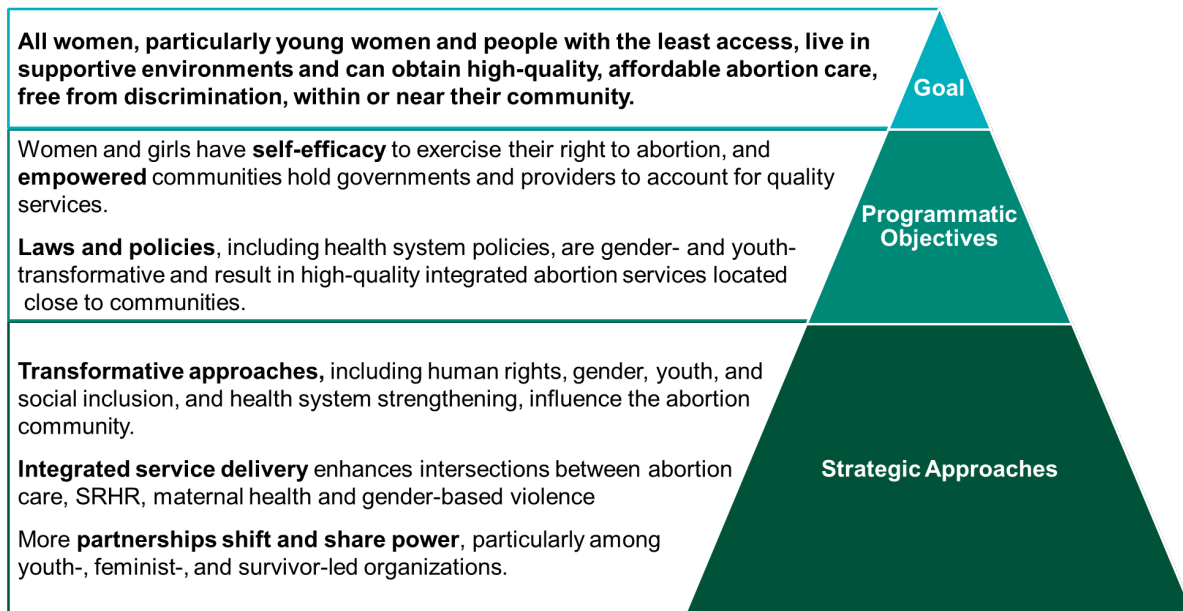 All women, particularly young women and people with the least access, live in
supportive environments and can obtain high-quality, affordable abortion care,
free from discrimination, within or near their community.
Goal
Women and girls have self-efficacy to exercise their right to abortion, and
empowered communities hold governments and providers to account for quality
services.
Laws and policies, including health system policies, are gender- and youth-
transformative and result in high-quality integrated abortion services located
close to communities.
Programmatic
Objectives
Transformative approaches, including human rights, gender, youth, and
social inclusion, and health system strengthening, influence the abortion
community.
Integrated service delivery enhances intersections between abortion
care, SRHR, maternal health and gender-based violence
More partnerships shift and share power, particularly among
youth-, feminist-, and survivor-led organizations.
Strategic Approaches